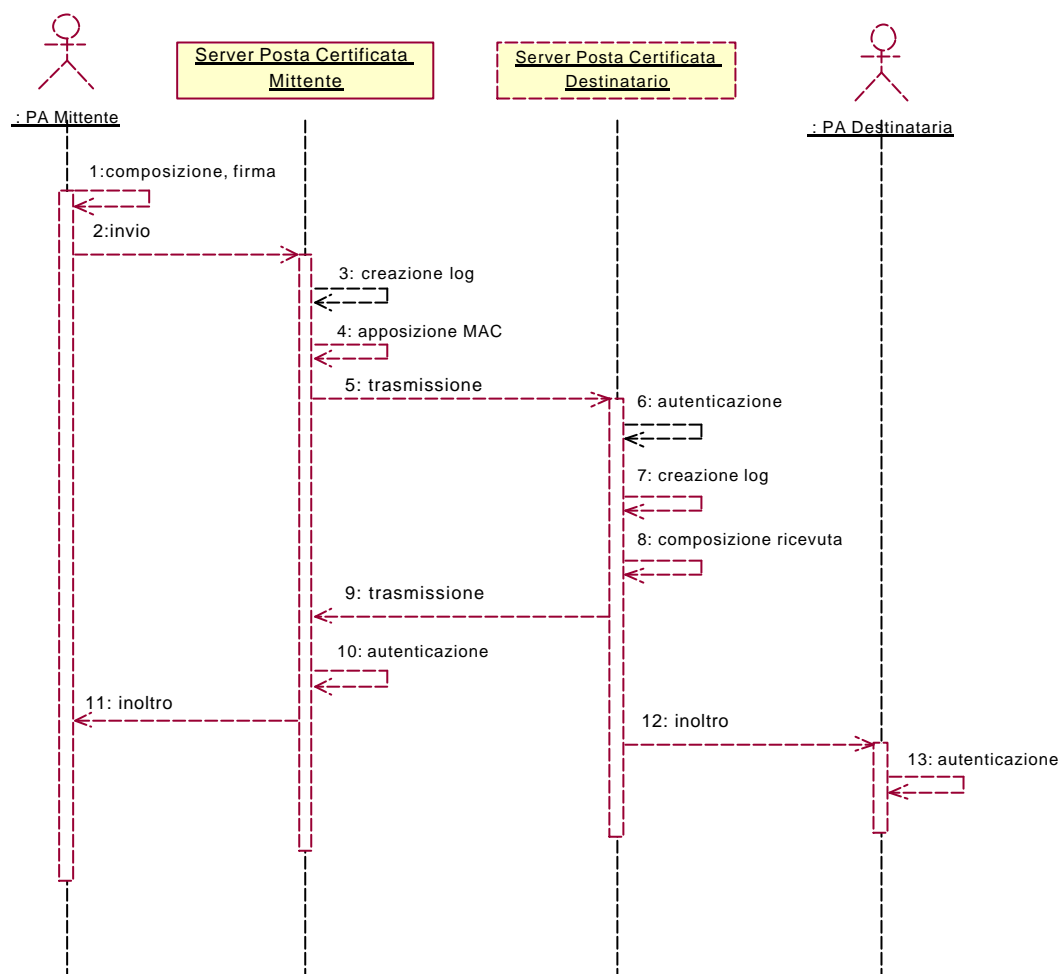 Server Posta Certificata
Mittente
Server Posta Certificata
Destinatario
: PA Mittente
: PA Destinataria
1:composizione, firma
2:invio
3: creazione log
4: apposizione MAC
5: trasmissione
6: autenticazione
7: creazione log
8: composizione ricevuta
9: trasmissione
10: autenticazione
11: inoltro
12: inoltro
13: autenticazione